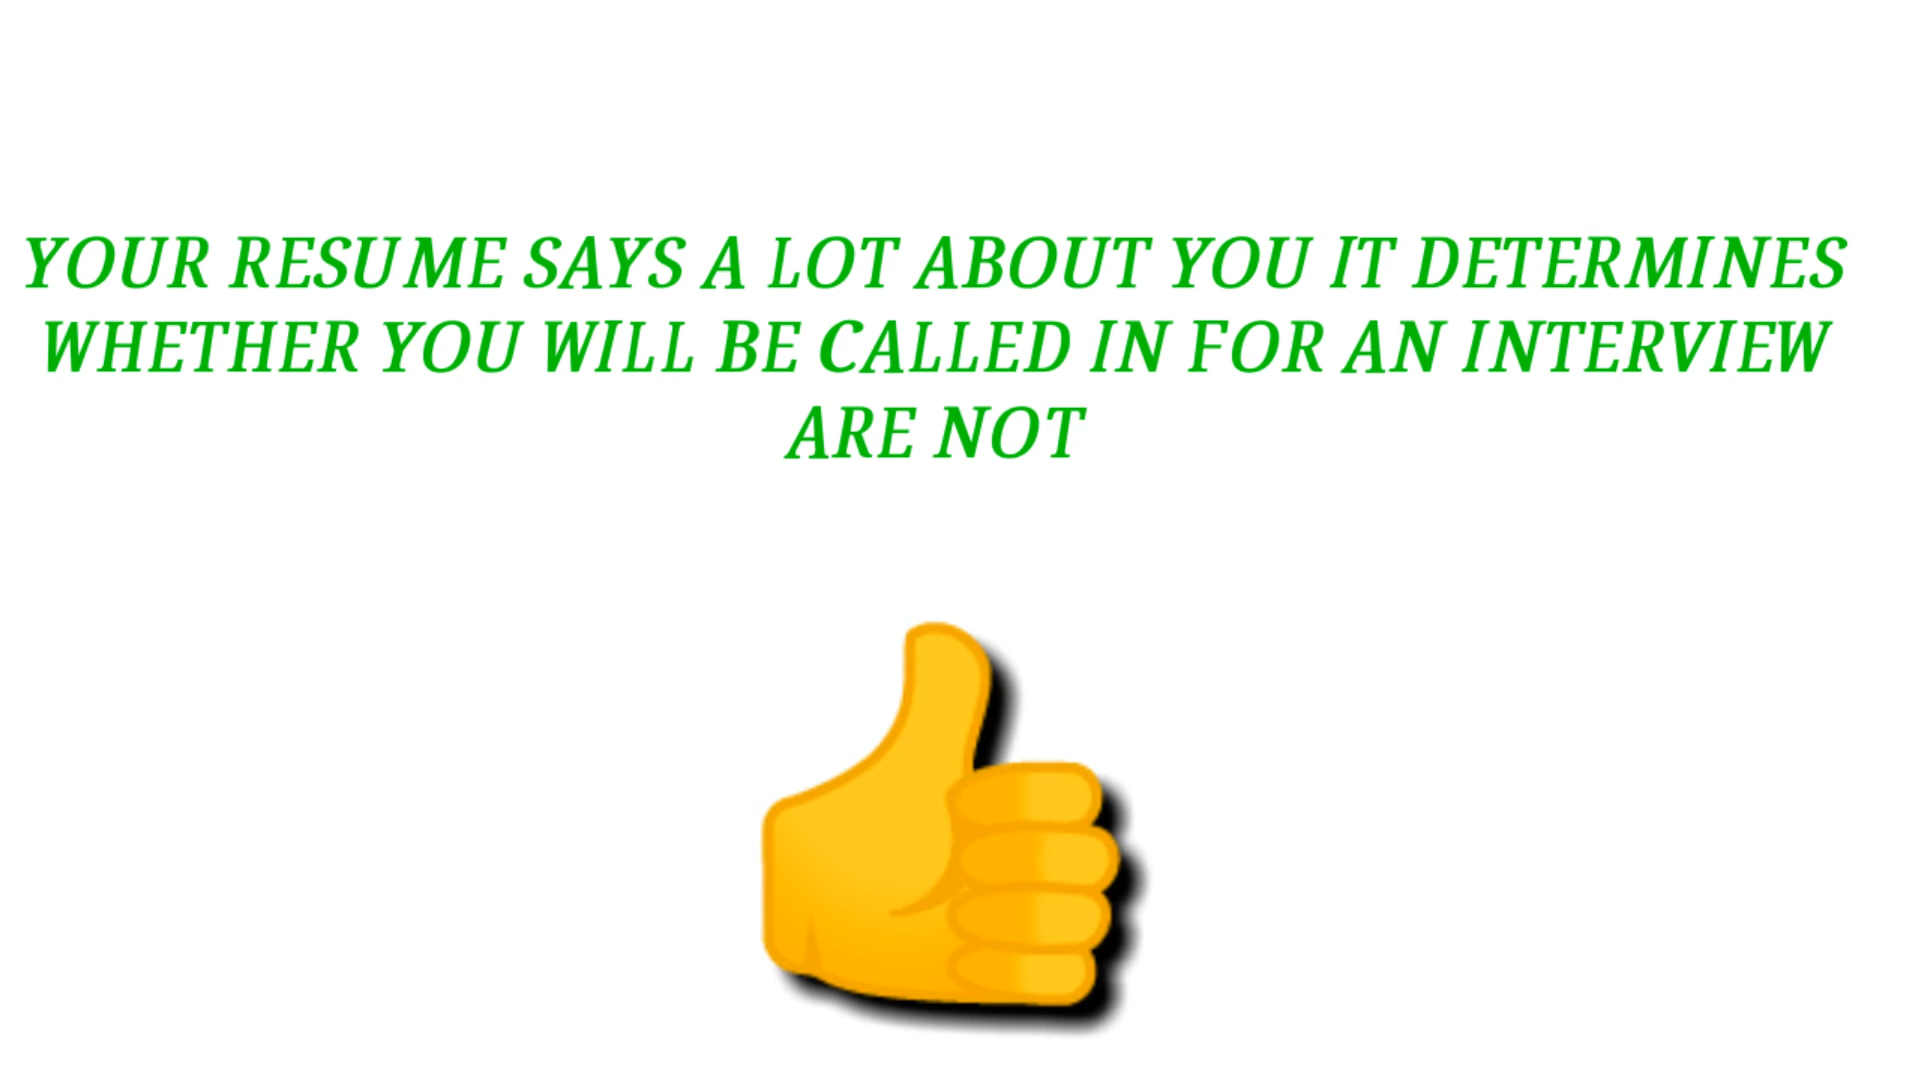 YOUR RESUME SAYS A LOT ABOUT YOU IT DETERMINES
WHETHER YOU WILL BE CALLED IN FOR AN INTERVIEW
ARE NOT